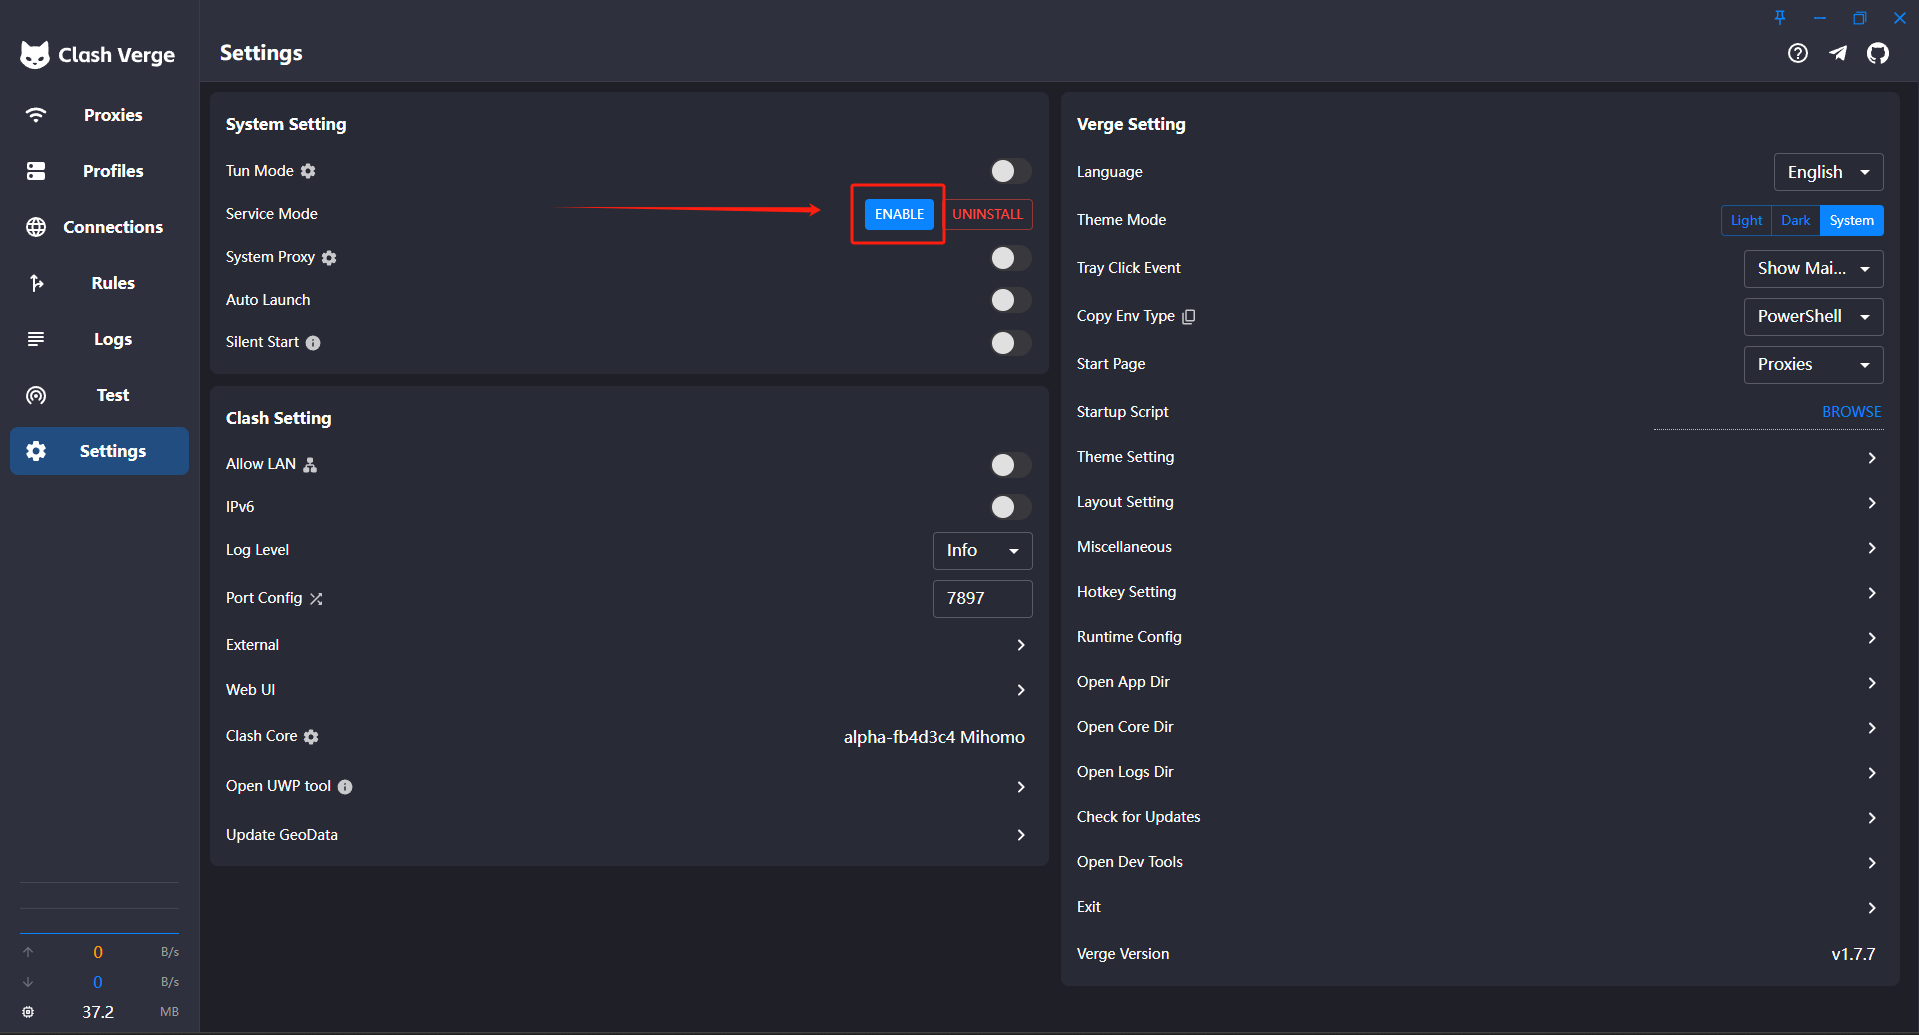 Clash Verge
Proxies
Profiles
Connections
Rules
Logs
Test
Settings
0 B/s
0 B/s
37.2 MB
Settings
System Setting
Tun Mode
Service Mode ENABLE UNINSTALL
System Proxy
Auto Launch
Silent Start
Clash Setting
Allow LAN
IPv6
Log Level Info
Port Config 7897
External
Web UI
Clash Core alpha-fb4d3c4 Mihomo
Open UWP tool
Update GeoData
Verge Setting
Language English
Theme Mode Light Dark System
Tray Click Event Show Mai...
Copy Env Type PowerShell
Start Page Proxies
Startup Script BROWSE
Theme Setting
Layout Setting
Miscellaneous
Hotkey Setting
Runtime Config
Open App Dir
Open Core Dir
Open Logs Dir
Check for Updates
Open Dev Tools
Exit
Verge Version v1.7.7